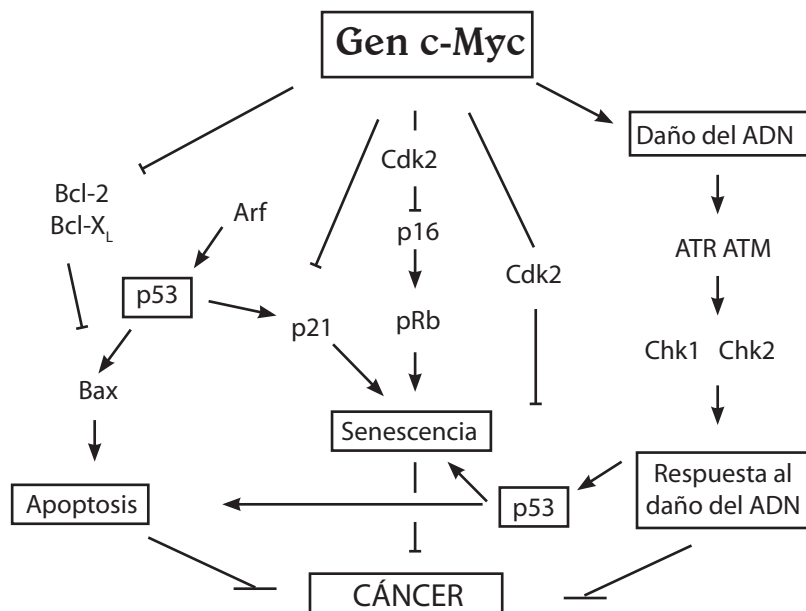 Gen c-Myc
Daño del ADN
Cdk2
Bcl-2
Bcl-XL
Arf
p16
ATR ATM
Cdk2
p53
p21
pRb
Chk1 Chk2
Bax
Senescencia
Apoptosis
p53
Respuesta al
daño del ADN
CÁNCER